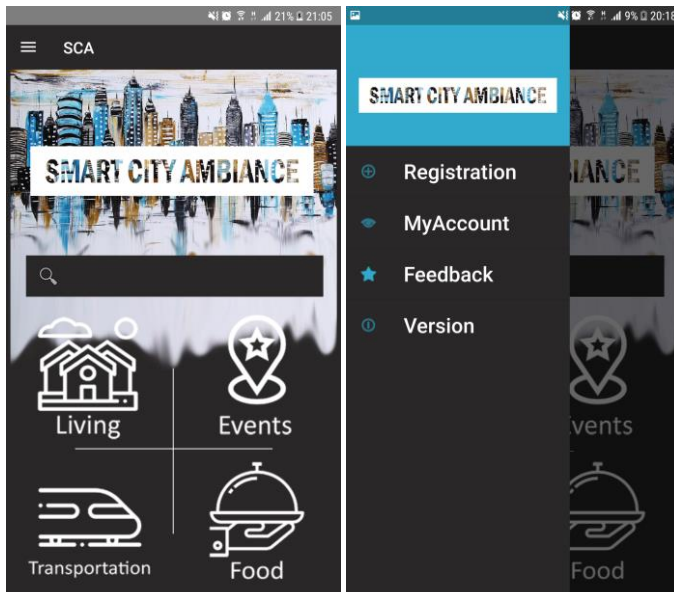 21% 21:05
SCA
SMART CITY AMBIANCE
Living
Events
Transportation
Food
9% 20:18
SMART CITY AMBIANCE
Registration
MyAccount
Feedback
Version
IANCE
vents
Food